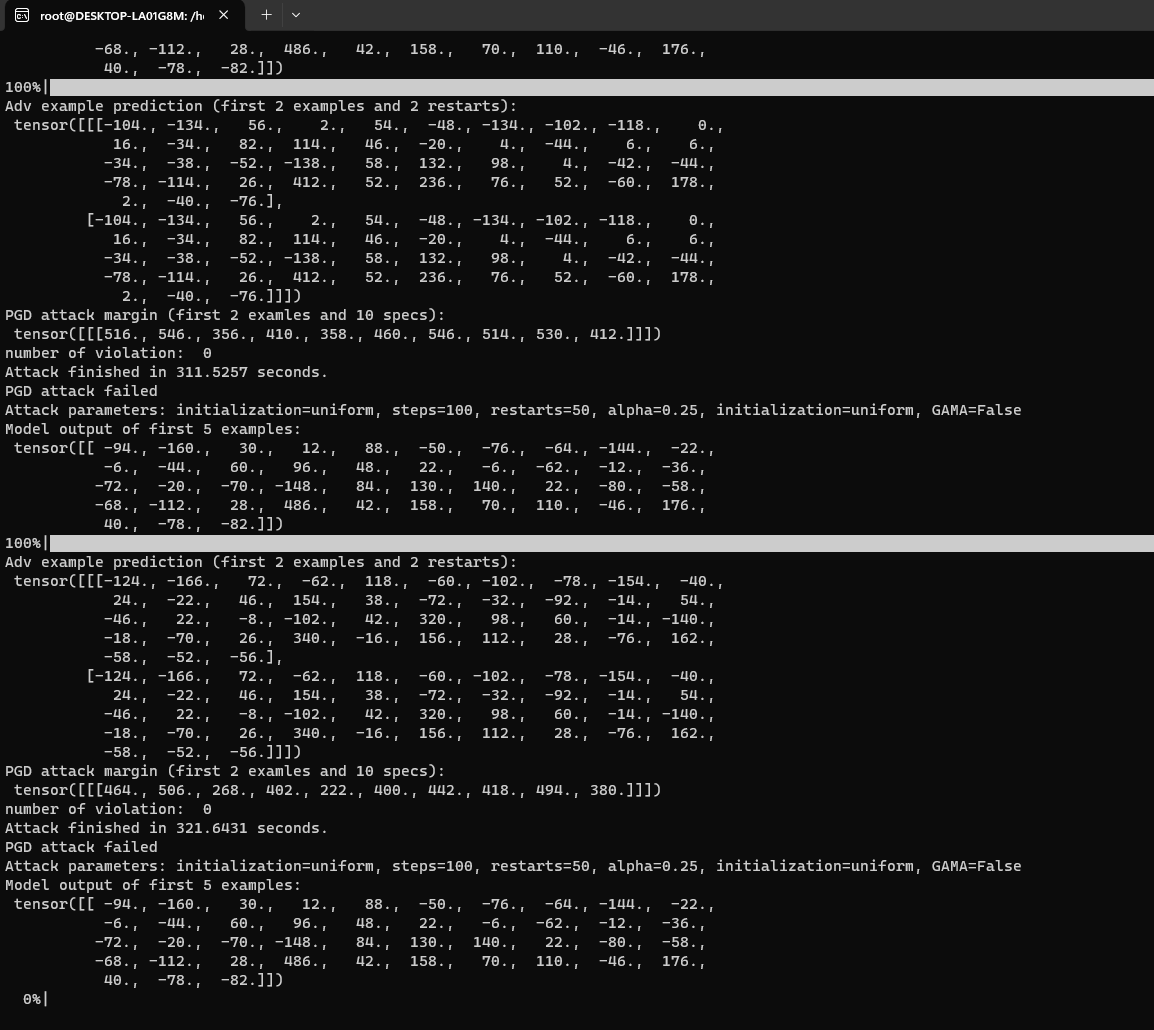 root@DESKTOP-LA01G8M: /h
-68., -112., 28., 486., 42., 158., 70., 110., -46., 176.,
40., -78., -82.]])
100%|
Adv example prediction (first 2 examples and 2 restarts):
tensor([[[-104., -134., 56., 2., 54., -48., -134., -102., -118., 0.,
16., -34., 82., 114., 46., -20., 4., -44., 6., 6.,
-34., -38., -52., -138., 58., 132., 98., 4., -42., -44.,
-78., -114., 26., 412., 52., 236., 76., 52., -60., 178.,
2., -40., -76.],
[-104., -134., 56., 2., 54., -48., -134., -102., -118., 0.,
16., -34., 82., 114., 46., -20., 4., -44., 6., 6.,
-34., -38., -52., -138., 58., 132., 98., 4., -42., -44.,
-78., -114., 26., 412., 52., 236., 76., 52., -60., 178.,
2., -40., -76.]]])
PGD attack margin (first 2 examles and 10 specs):
tensor([[[516., 546., 356., 410., 358., 460., 546., 514., 530., 412.]]])
number of violation: 0
Attack finished in 311.5257 seconds.
PGD attack failed
Attack parameters: initialization=uniform, steps=100, restarts=50, alpha=0.25, initialization=uniform, GAMA=False
Model output of first 5 examples:
tensor([[ -94., -160., 30., 12., 88., -50., -76., -64., -144., -22.,
-6., -44., 60., 96., 48., 22., -6., -62., -12., -36.,
-72., -20., -70., -148., 84., 130., 140., 22., -80., -58.,
-68., -112., 28., 486., 42., 158., 70., 110., -46., 176.,
40., -78., -82.]])
100%|
Adv example prediction (first 2 examples and 2 restarts):
tensor([[[-124., -166., 72., -62., 118., -60., -102., -78., -154., -40.,
24., -22., 46., 154., 38., -72., -32., -92., -14., 54.,
-46., 22., -8., -102., 42., 320., 98., 60., -14., -140.,
-18., -70., 26., 340., -16., 156., 112., 28., -76., 162.,
-58., -52., -56.],
[-124., -166., 72., -62., 118., -60., -102., -78., -154., -40.,
24., -22., 46., 154., 38., -72., -32., -92., -14., 54.,
-46., 22., -8., -102., 42., 320., 98., 60., -14., -140.,
-18., -70., 26., 340., -16., 156., 112., 28., -76., 162.,
-58., -52., -56.]]])
PGD attack margin (first 2 examles and 10 specs):
tensor([[[464., 506., 268., 402., 222., 400., 442., 418., 494., 380.]]])
number of violation: 0
Attack finished in 321.6431 seconds.
PGD attack failed
Attack parameters: initialization=uniform, steps=100, restarts=50, alpha=0.25, initialization=uniform, GAMA=False
Model output of first 5 examples:
tensor([[ -94., -160., 30., 12., 88., -50., -76., -64., -144., -22.,
-6., -44., 60., 96., 48., 22., -6., -62., -12., -36.,
-72., -20., -70., -148., 84., 130., 140., 22., -80., -58.,
-68., -112., 28., 486., 42., 158., 70., 110., -46., 176.,
40., -78., -82.]])
0%|